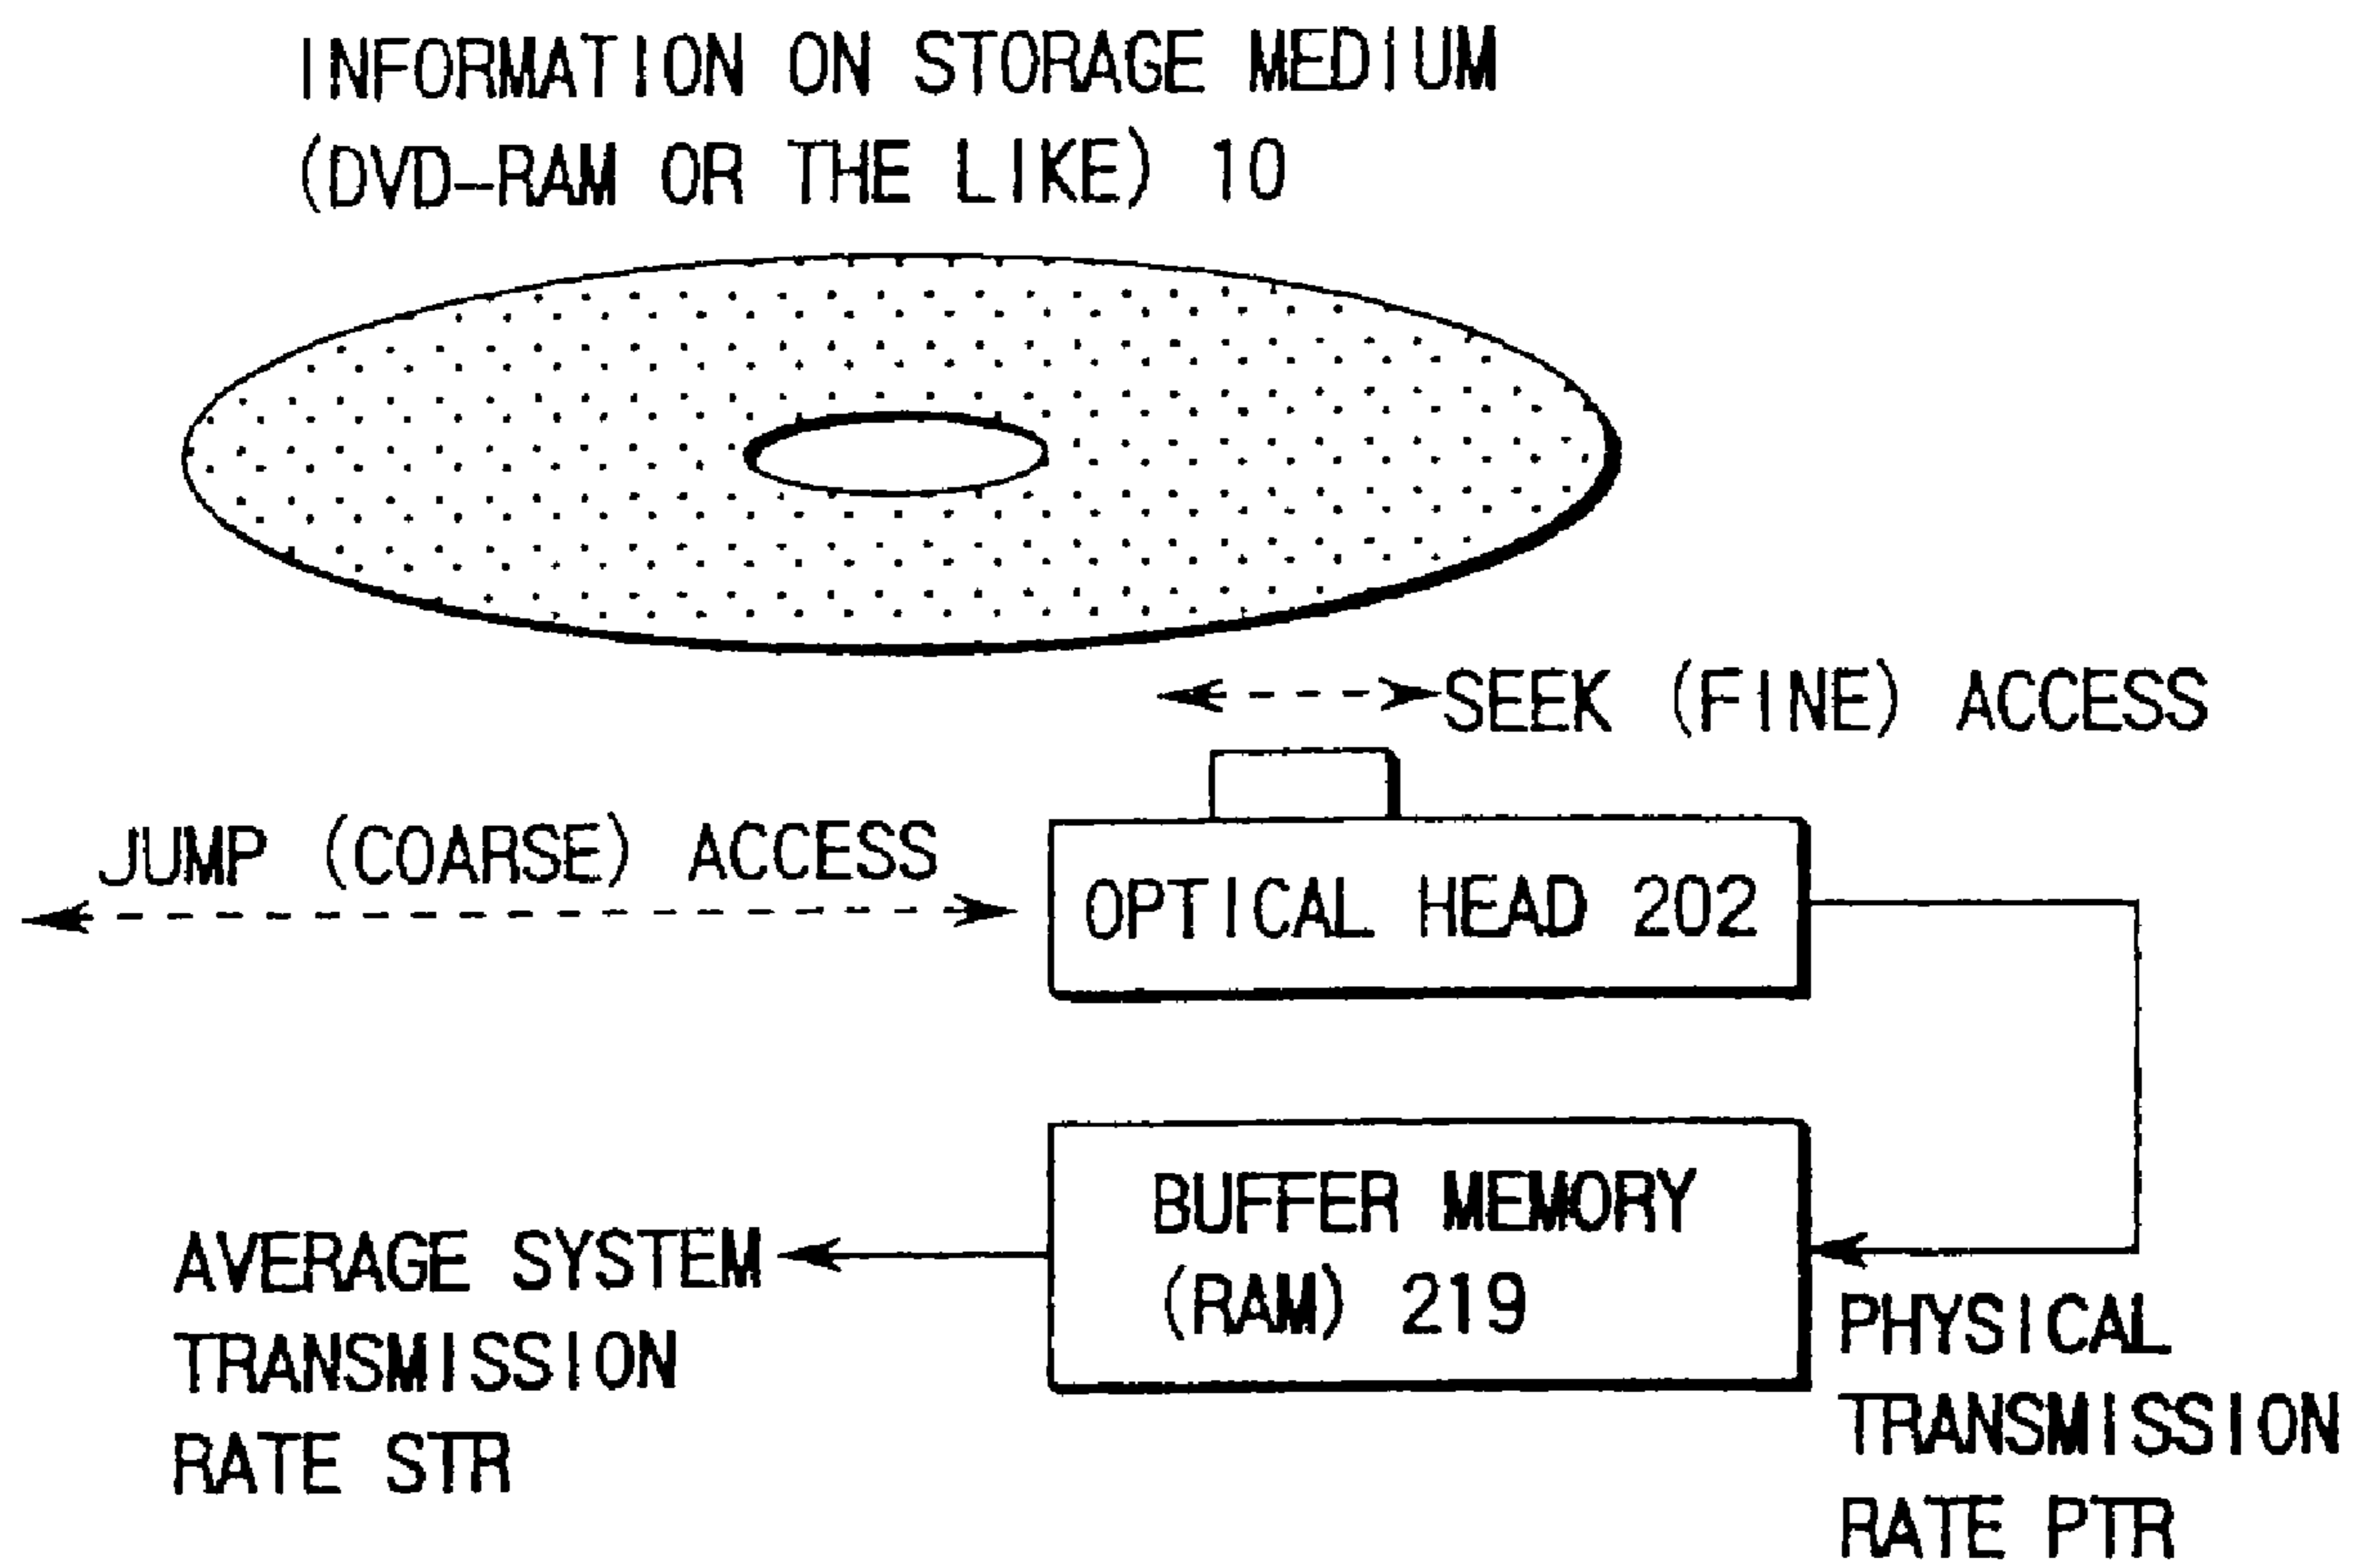 INFORMATION ON STORAGE MEDIUM
(DVD-RAM OR THE LIKE) 10
SEEK (FINE) ACCESS
JUMP (COARSE) ACCESS
OPTICAL HEAD 202
BUFFER MEMORY
(RAM) 219
AVERAGE SYSTEM
TRANSMISSION
RATE STR
PHYSICAL
TRANSMISSION
RATE PTR